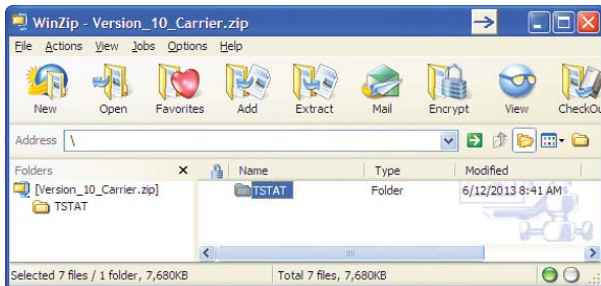 WinZip - Version_10_Carrier.zip
File Actions View Jobs Options Help
New Open Favorites Add Extract Mail Encrypt View CheckOu
Address \
Folders x Name Type Modified
[Version_10_Carrier.zip] TSTAT Folder 6/12/2013 8:41 AM
TSTAT
Selected 7 files / 1 folder, 7,680KB Total 7 files, 7,680KB